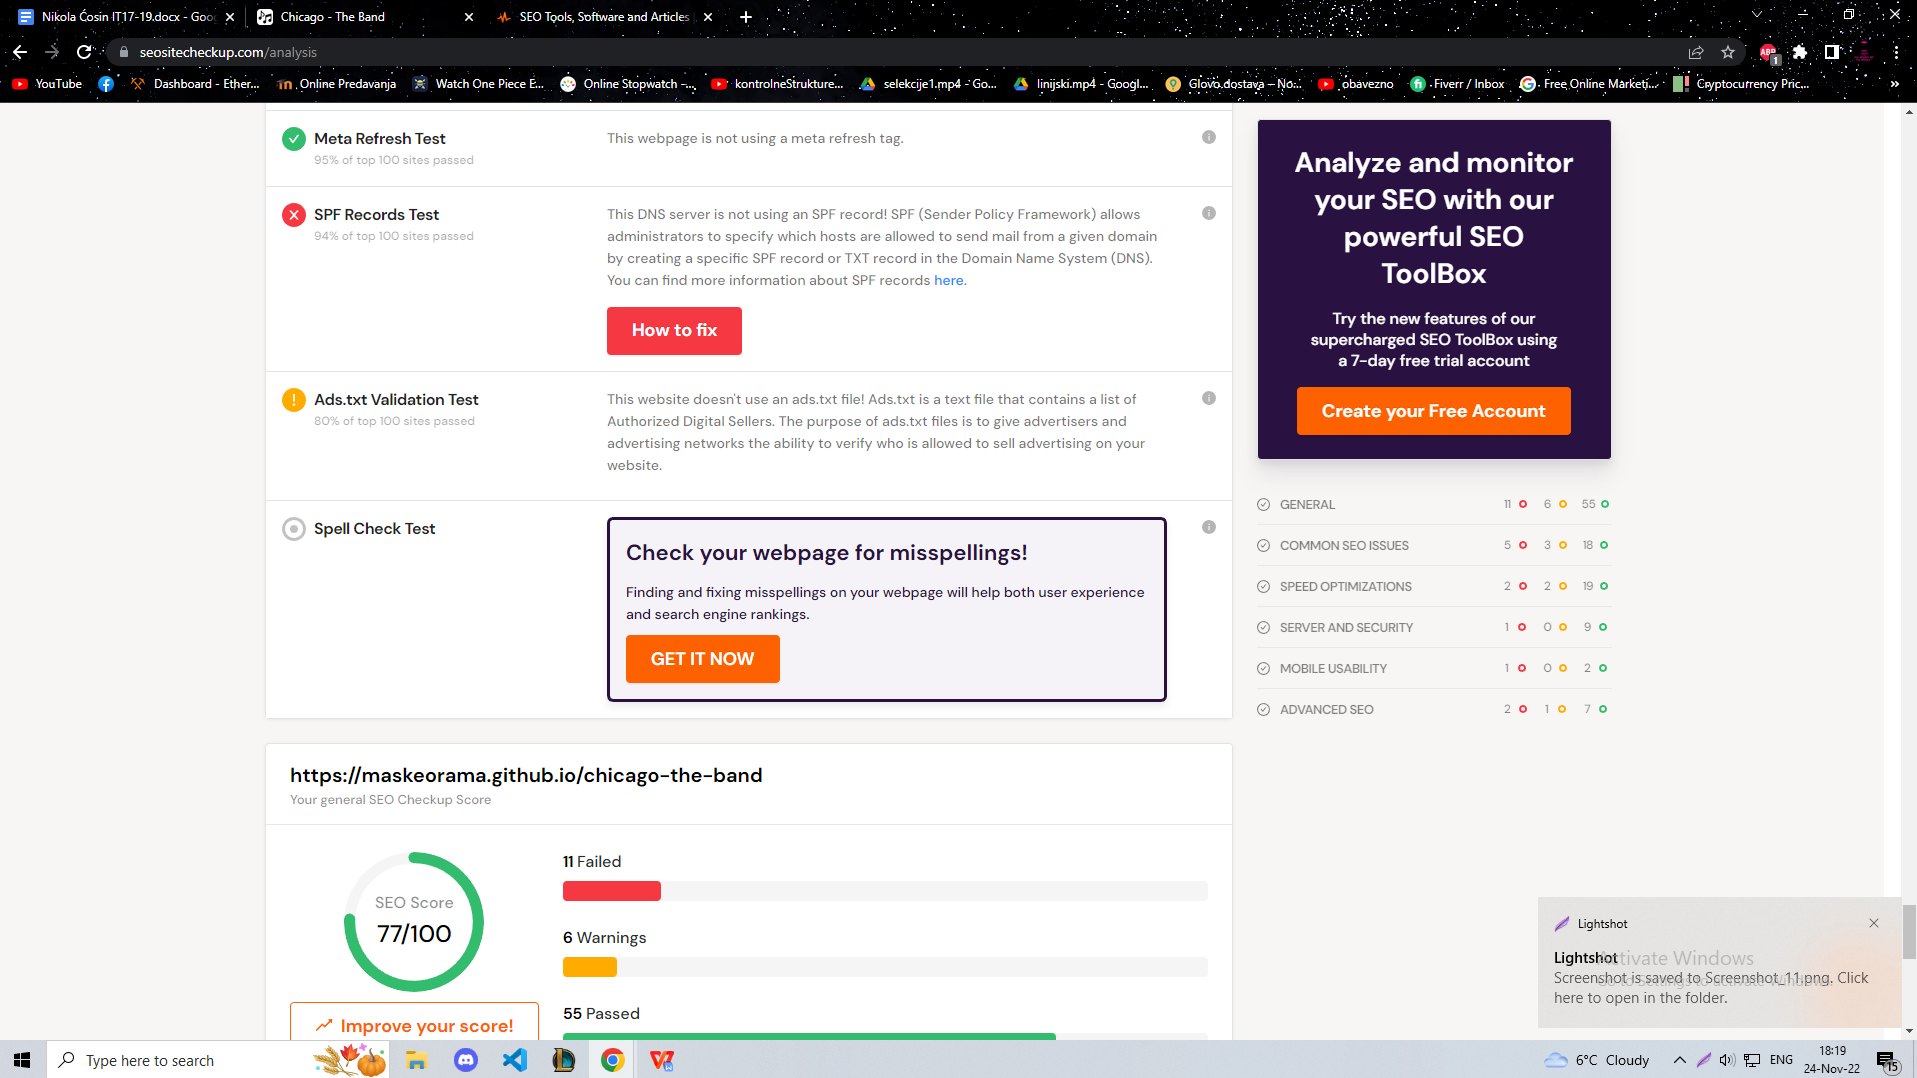 Nikola Ćosin IT17-19.docx - Goo
Chicago - The Band
SEO Tools, Software and Articles
seositecheckup.com/analysis
YouTube
Dashboard - Ether...
Online Predavanja
Watch One Piece E...
Online Stopwatch -...
kontrolneStrukture...
selekcije1.mp4 - Go...
linijski.mp4 - Googl...
Glovo dostava – No...
obavezno
Fiverr / Inbox
Free Online Marketi...
Cryptocurrency Pric...
»
ABP
1
Meta Refresh Test
95% of top 100 sites passed
This webpage is not using a meta refresh tag.
SPF Records Test
94% of top 100 sites passed
This DNS server is not using an SPF record! SPF (Sender Policy Framework) allows
administrators to specify which hosts are allowed to send mail from a given domain
by creating a specific SPF record or TXT record in the Domain Name System (DNS).
You can find more information about SPF records here.
How to fix
Ads.txt Validation Test
80% of top 100 sites passed
This website doesn't use an ads.txt file! Ads.txt is a text file that contains a list of
Authorized Digital Sellers. The purpose of ads.txt files is to give advertisers and
advertising networks the ability to verify who is allowed to sell advertising on your
website.
Spell Check Test
Check your webpage for misspellings!
Finding and fixing misspellings on your webpage will help both user experience
and search engine rankings.
GET IT NOW
https://maskeorama.github.io/chicago-the-band
Your general SEO Checkup Score
SEO Score
77/100
Improve your score!
11 Failed
6 Warnings
55 Passed
Analyze and monitor
your SEO with our
powerful SEO
ToolBox
Try the new features of our
supercharged SEO ToolBox using
a 7-day free trial account
Create your Free Account
GENERAL 11 6 55
COMMON SEO ISSUES 5 3 18
SPEED OPTIMIZATIONS 2 2 19
SERVER AND SECURITY 1 0 9
MOBILE USABILITY 1 0 2
ADVANCED SEO 2 1 7
Lightshot
Lightshot
Screenshot is saved to Screenshot_11.png. Click
here to open in the folder.
Activate Windows
Go to Settings to activate Windows.
Type here to search
6°C Cloudy
ENG
18:19
24-Nov-22
15